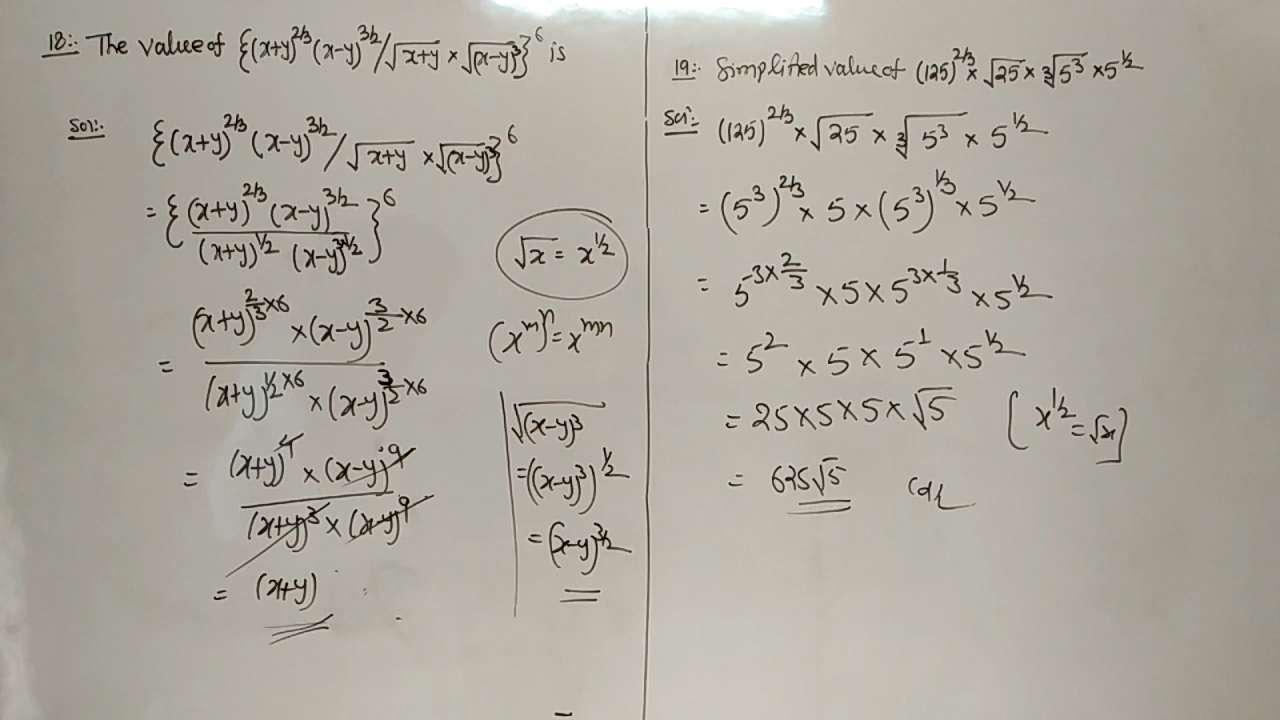 18:- The value of {(x+y)^2/3 (x-y)^3/2 / √(x+y) × √(x-y)^3}^6 is
Sol:-
{(x+y)^2/3 (x-y)^3/2 / √(x+y) × √(x-y)^3}^6
= {(x+y)^2/3 (x-y)^3/2 / (x+y)^1/2 (x-y)^3×1/2}^6
= (x+y)^2/3×6 × (x-y)^3/2×6 / (x+y)^1/2×6 × (x-y)^3/2×6
= (x+y)^4 × (x-y)^9 / (x+y)^3 × (x-y)^9
= (x+y)
√x = x^1/2
(x^m)^n = x^mn
√(x-y)^3
= ((x-y)^3)^1/2
= (x-y)^3/2
19:- Simplified value of (125)^2/3 × √25 × ∛5^3 × 5^1/2
Sol:-
(125)^2/3 × √25 × ∛5^3 × 5^1/2
= (5^3)^2/3 × 5 × (5^3)^1/3 × 5^1/2
= 5^3×2/3 × 5 × 5^3×1/3 × 5^1/2
= 5^2 × 5 × 5^1 × 5^1/2
= 25×5×5×√5 [x^1/2 = √x]
= 625√5